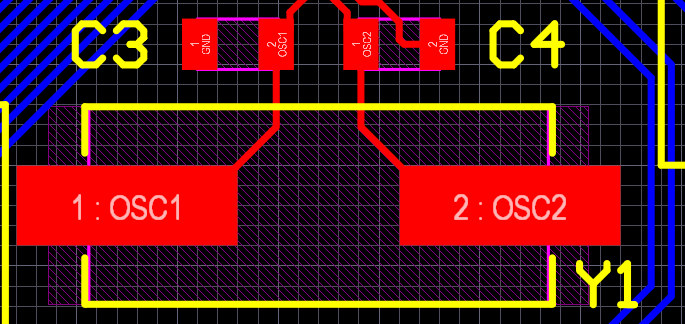 C3
1
GND
2
OSC1
1
OSC2
2
GND
C4
1 : OSC1
2 : OSC2
Y1